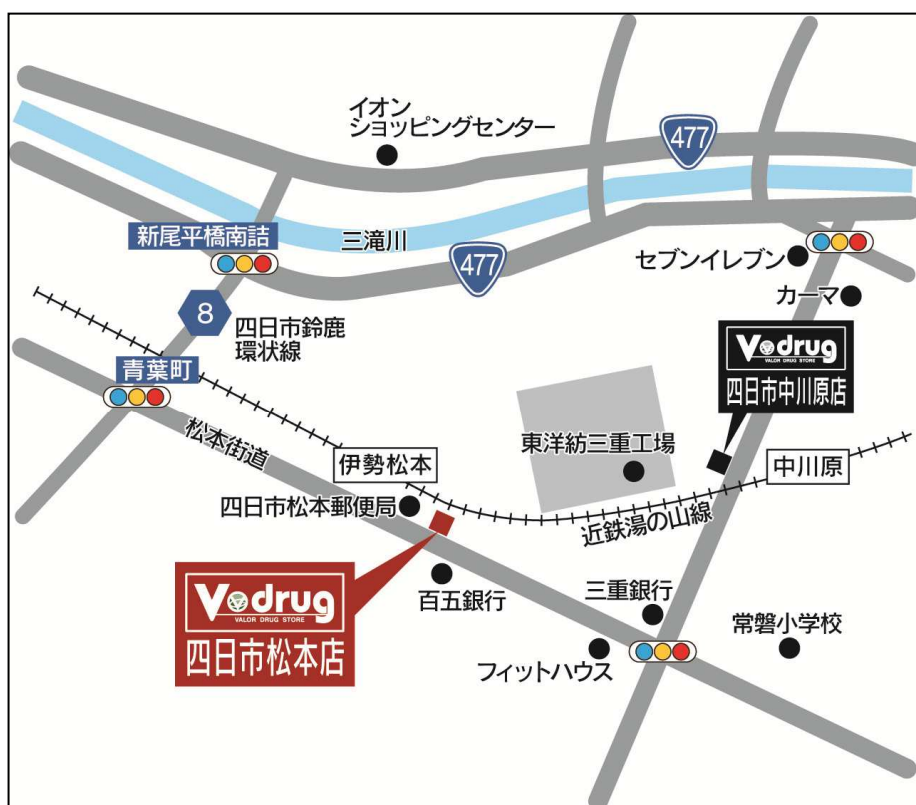 イオン
ショッピングセンター
477
新尾平橋南詰
三滝川
477
セブンイレブン
カーマ
8
四日市鈴鹿
環状線
Vdrug
VALOR DRUG STORE
四日市中川原店
青葉町
松本街道
伊勢松本
東洋紡三重工場
中川原
四日市松本郵便局
近鉄湯の山線
Vdrug
VALOR DRUG STORE
四日市松本店
百五銀行
三重銀行
常磐小学校
フィットハウス